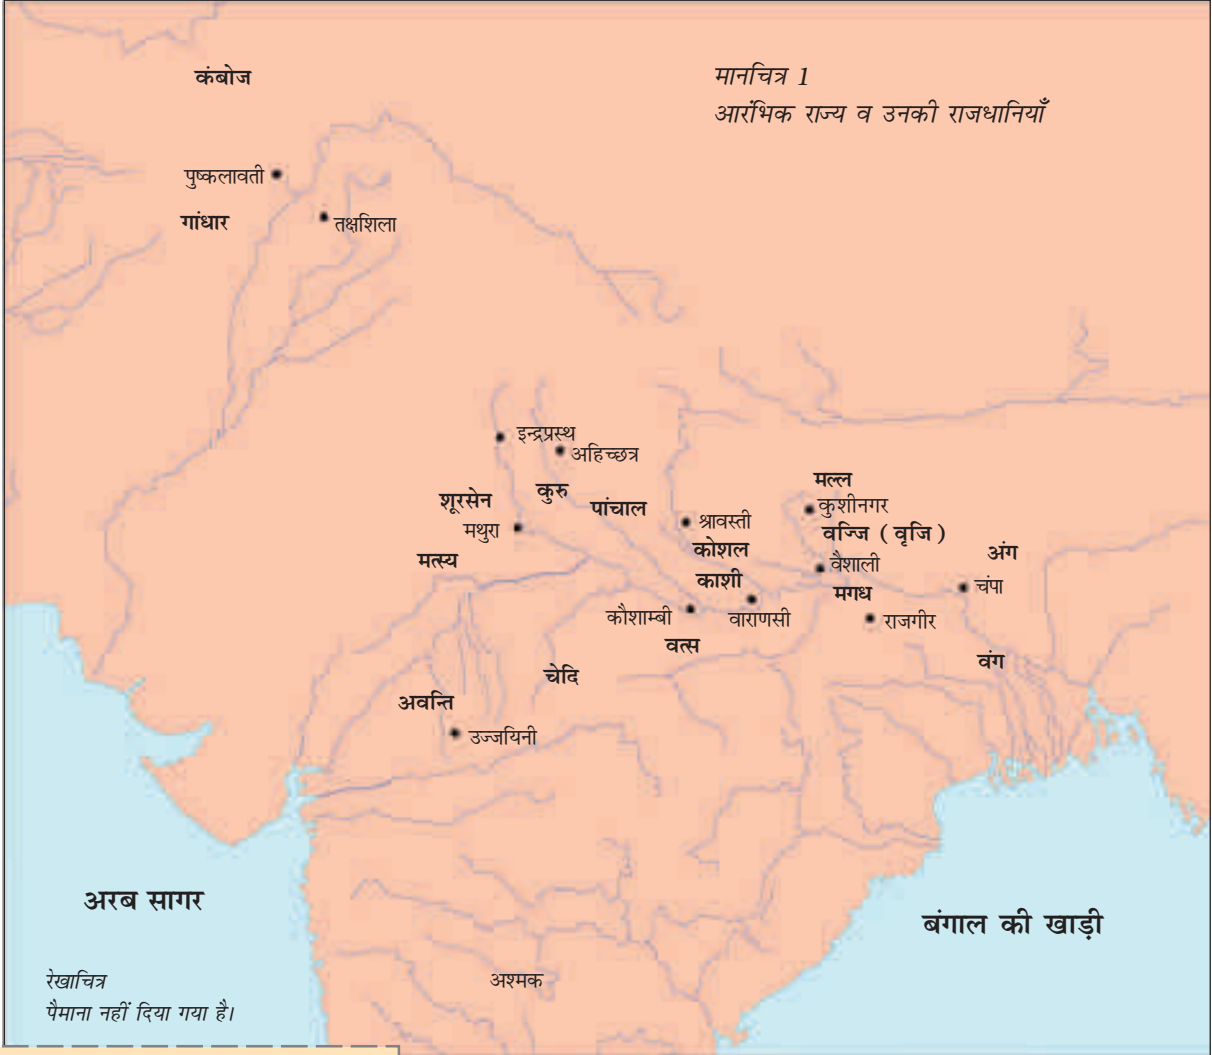 कंबोज
मानचित्र 1
आरंभिक राज्य व उनकी राजधानियाँ
पुष्कलावती
गांधार
तक्षशिला
इन्द्रप्रस्थ
अहिच्छत्र
कुरु
शूरसेन
पांचाल
मथुरा
मत्स्य
मल्ल
कुशीनगर
श्रावस्ती
वज्जि ( वृजि )
कोशल
वैशाली
अंग
काशी
मगध
चंपा
कौशाम्बी
वाराणसी
राजगीर
वत्स
वंग
चेदि
अवन्ति
उज्जयिनी
अरब सागर
बंगाल की खाड़ी
अश्मक
रेखाचित्र
पैमाना नहीं दिया गया है।